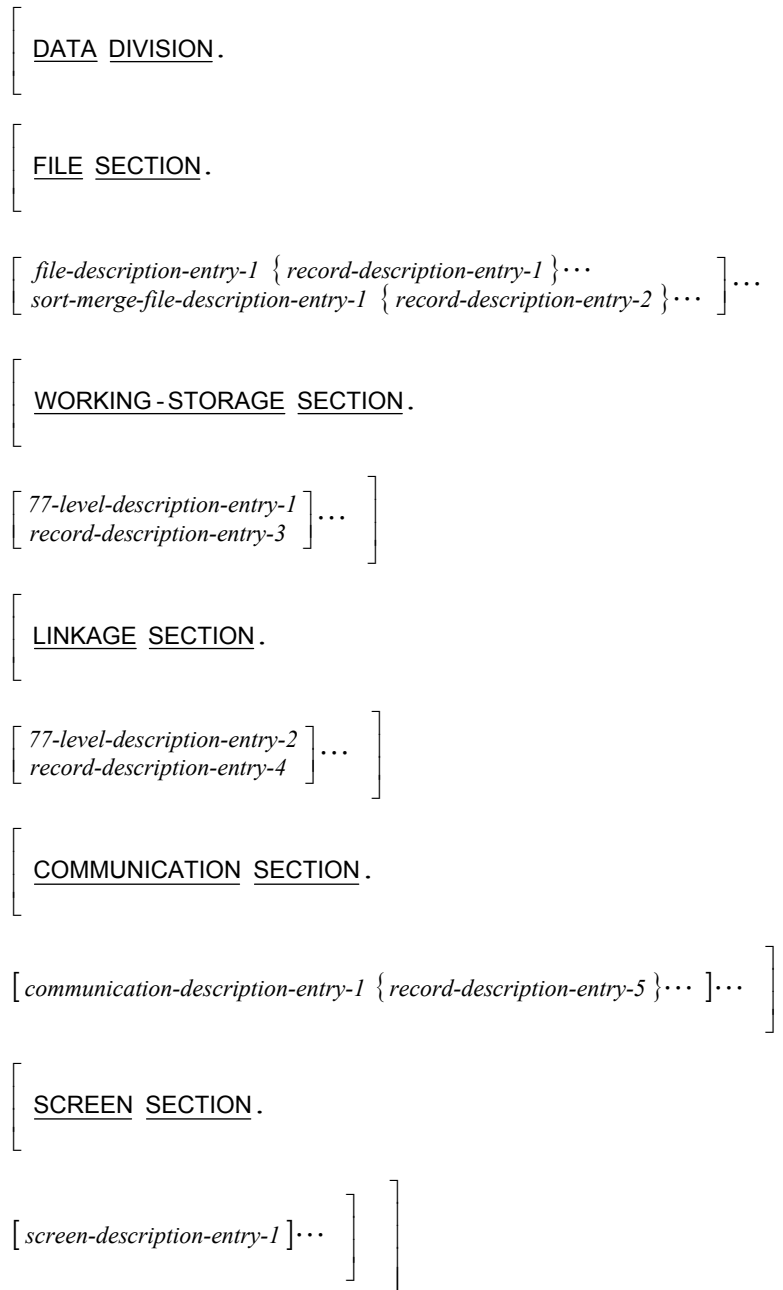 [ DATA DIVISION.
[ FILE SECTION.
[ file-description-entry-1 { record-description-entry-1 }···
sort-merge-file-description-entry-1 { record-description-entry-2 }··· ]···
[ WORKING-STORAGE SECTION.
[ 77-level-description-entry-1
record-description-entry-3 ]··· ]
[ LINKAGE SECTION.
[ 77-level-description-entry-2
record-description-entry-4 ]··· ]
[ COMMUNICATION SECTION.
[ communication-description-entry-1 { record-description-entry-5 }··· ]··· ]
[ SCREEN SECTION.
[ screen-description-entry-1 ]··· ] ]